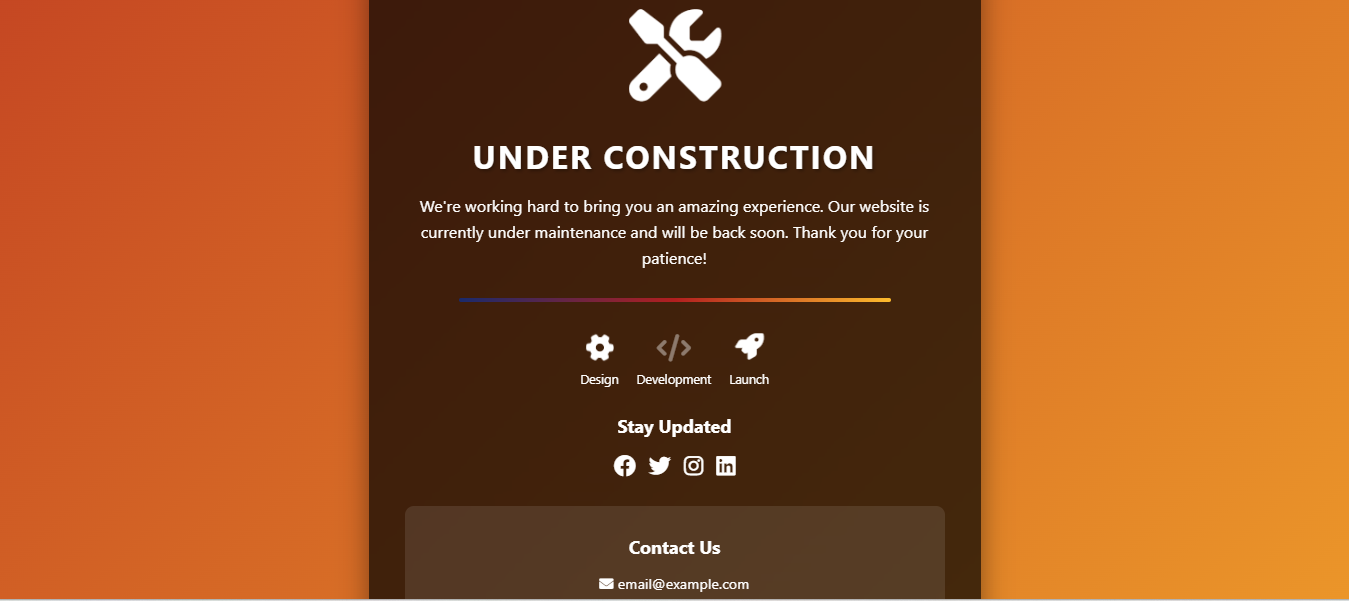 UNDER CONSTRUCTION
We're working hard to bring you an amazing experience. Our website is
currently under maintenance and will be back soon. Thank you for your
patience!
Design Development Launch
Stay Updated
Contact Us
email@example.com